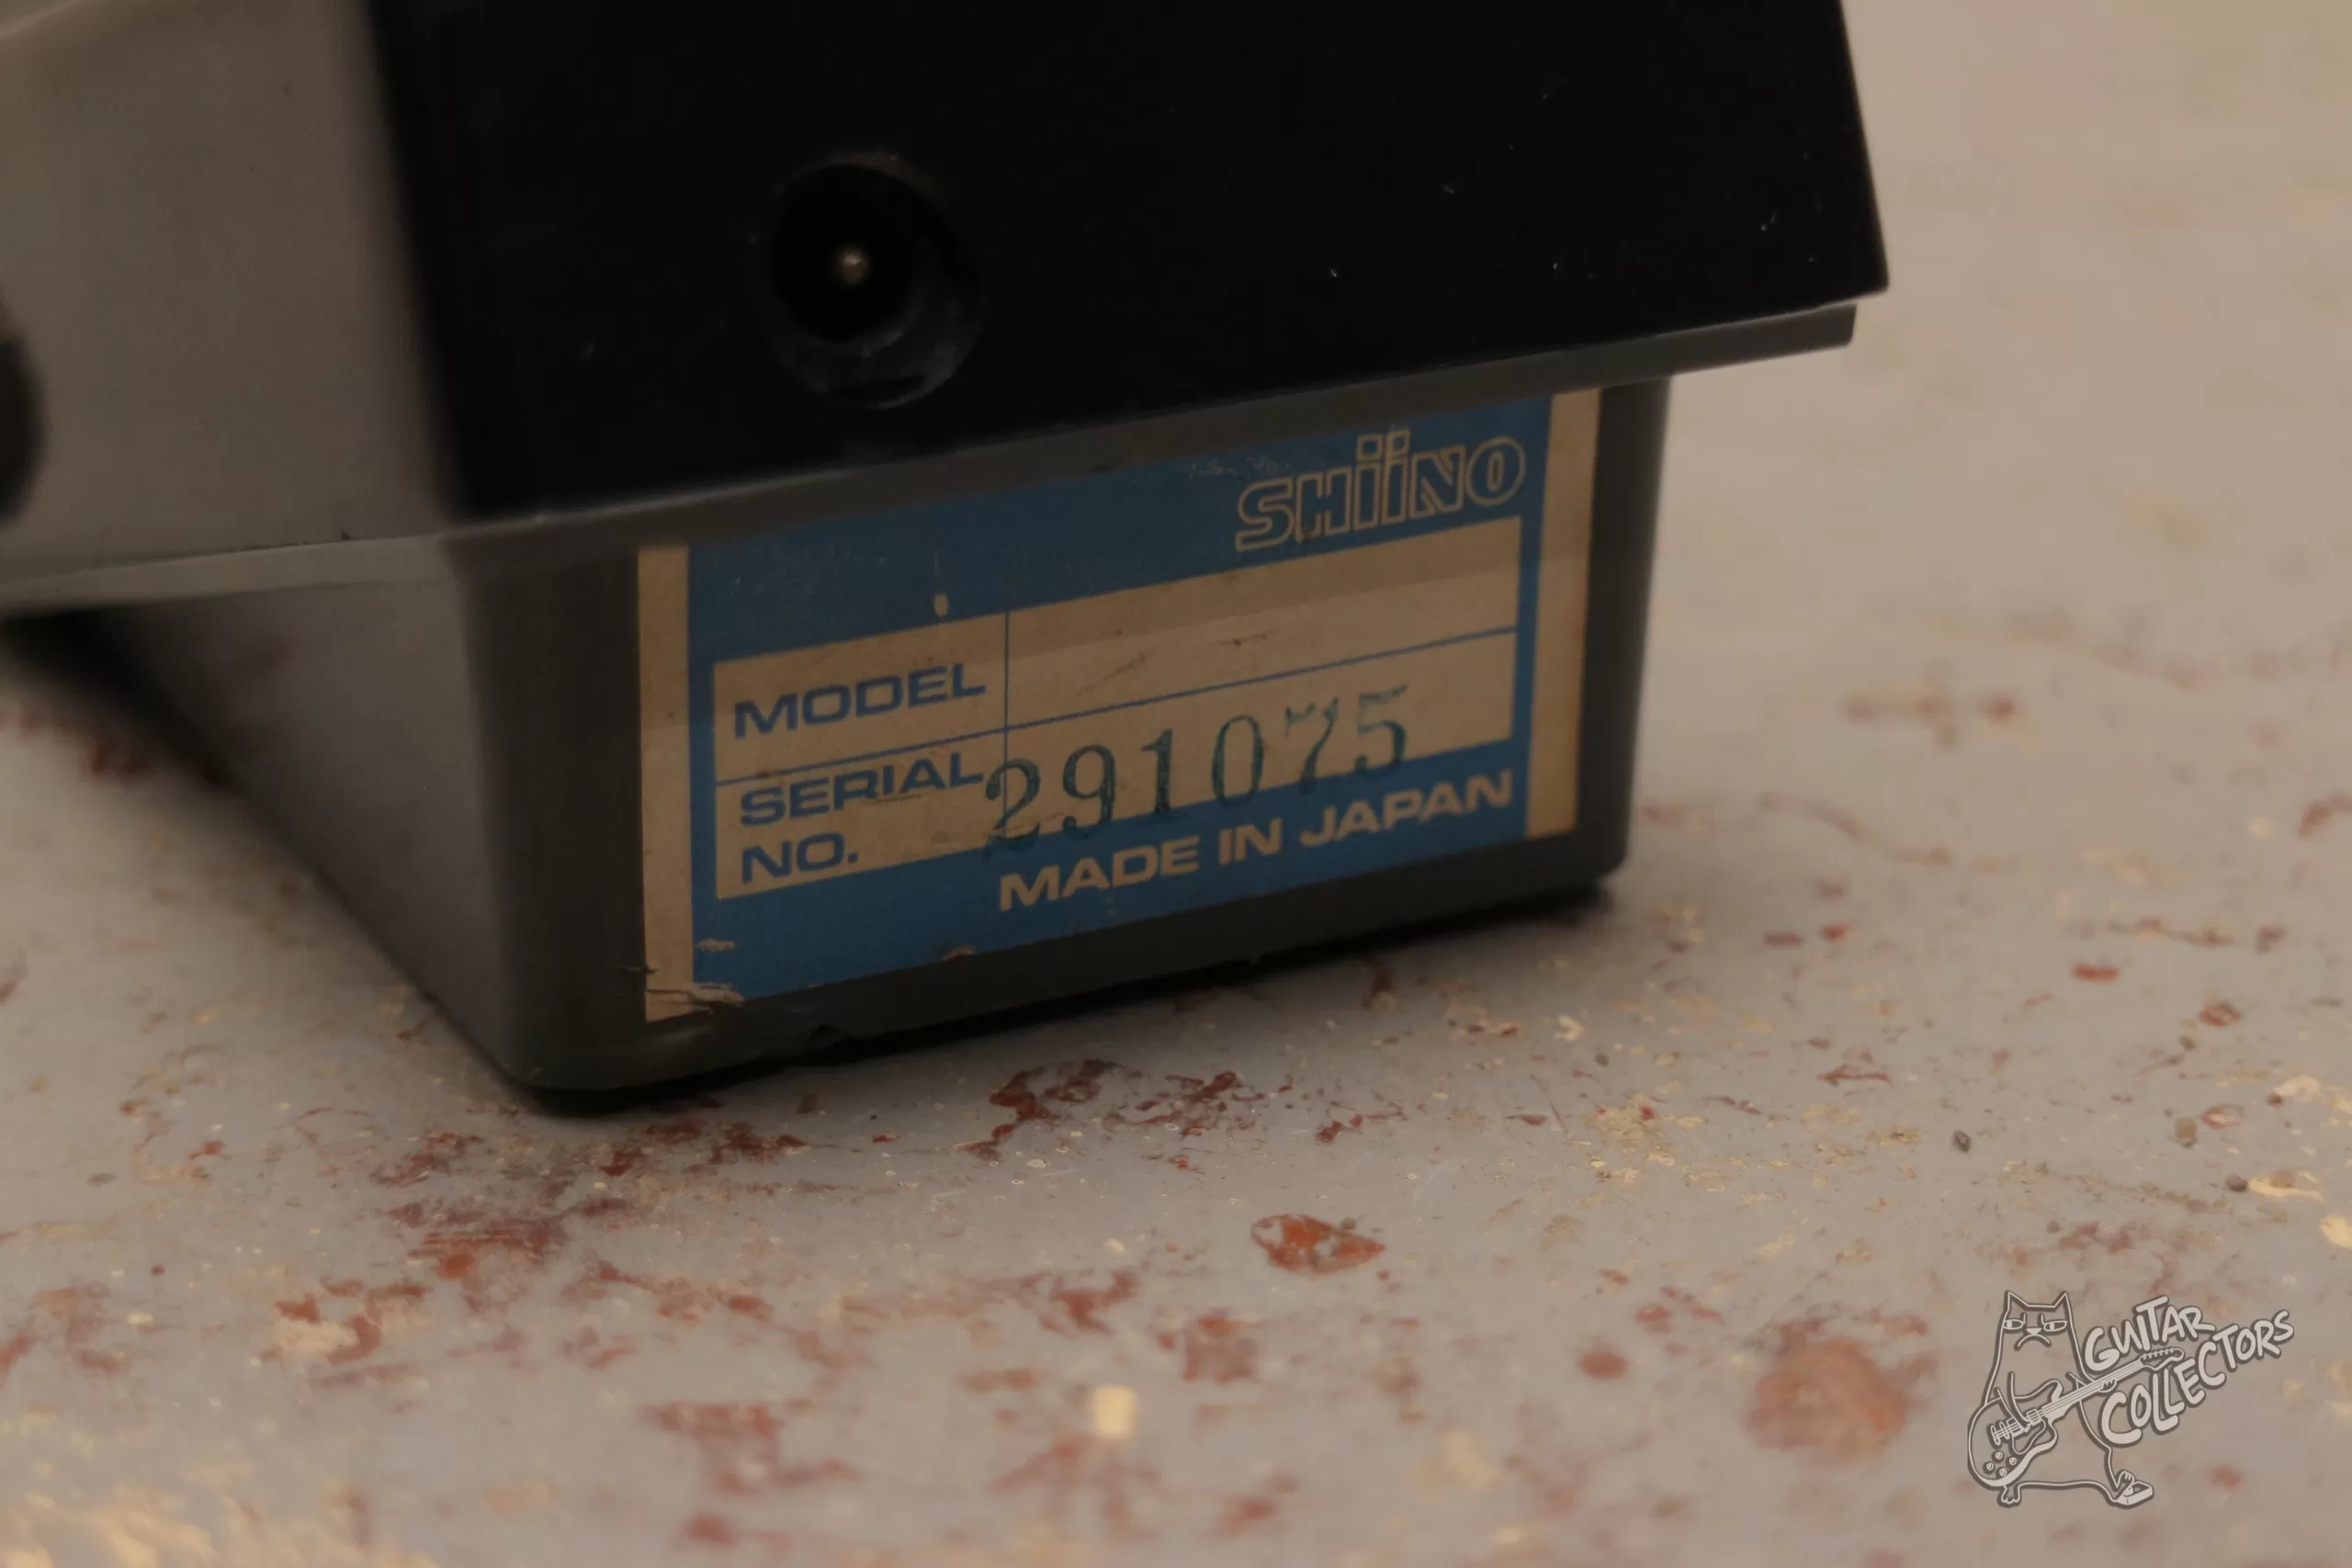 SHiiNO
MODEL
SERIAL NO. 291075
MADE IN JAPAN
GUITAR
COLLECTORS